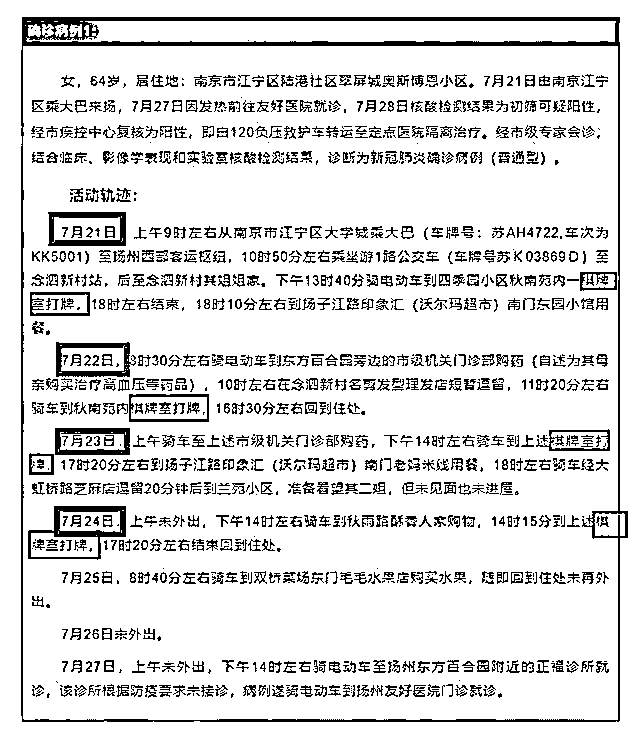 确诊病例1:
女，64岁，居住地：南京市江宁区陆港社区翠屏城奥斯博恩小区。7月21日由南京江宁
区乘大巴来扬，7月27日因发热前往友好医院就诊，7月28日核酸检测结果为初筛可疑阳性，
经市疾控中心复核为阳性，即由120负压救护车转运至定点医院隔离治疗。经市级专家会诊，
结合临床、影像学表现和实验室核酸检测结果，诊断为新冠肺炎确诊病例（普通型）。
活动轨迹：
7月21日，上午9时左右从南京市江宁区大学城乘大巴（车牌号：苏AH4722,车次为
KK5001）至扬州西部客运枢纽，10时50分左右乘坐游1路公交车（车牌号苏K03869D）至
念泗新村站，后至念泗新村其姐姐家。下午13时40分骑电动车到四季园小区秋南苑内一棋牌
室打牌，18时左右结束，18时10分左右到扬子江路印象汇（沃尔玛超市）南门东园小馆用
餐。
7月22日，8时30分左右骑电动车到东方百合园旁边的市级机关门诊部购药（自述为其母
亲购买治疗高血压等药品），10时左右在念泗新村名剪发型理发店短暂逗留，11时20分左右
骑车到秋南苑内棋牌室打牌，16时30分左右回到住处。
7月23日，上午骑车至上述市级机关门诊部购药，下午14时左右骑车到上述棋牌室打
牌，17时20分左右到扬子江路印象汇（沃尔玛超市）南门老妈米线用餐，18时左右骑车经大
虹桥路芝麻店逗留20分钟后到兰苑小区，准备看望其二姐，但未见面也未进屋。
7月24日，上午未外出，下午14时左右骑车到秋雨路酥香人家购物，14时15分到上述棋
牌室打牌，17时20分左右结束回到住处。
7月25日，8时40分左右骑车到双桥菜场东门毛毛水果店购买水果，随即回到住处未再外
出。
7月26日未外出。
7月27日，上午未外出，下午14时左右骑电动车至扬州东方百合园附近的正福诊所就
诊，该诊所根据防疫要求未接诊，病例遂骑电动车到扬州友好医院门诊就诊。